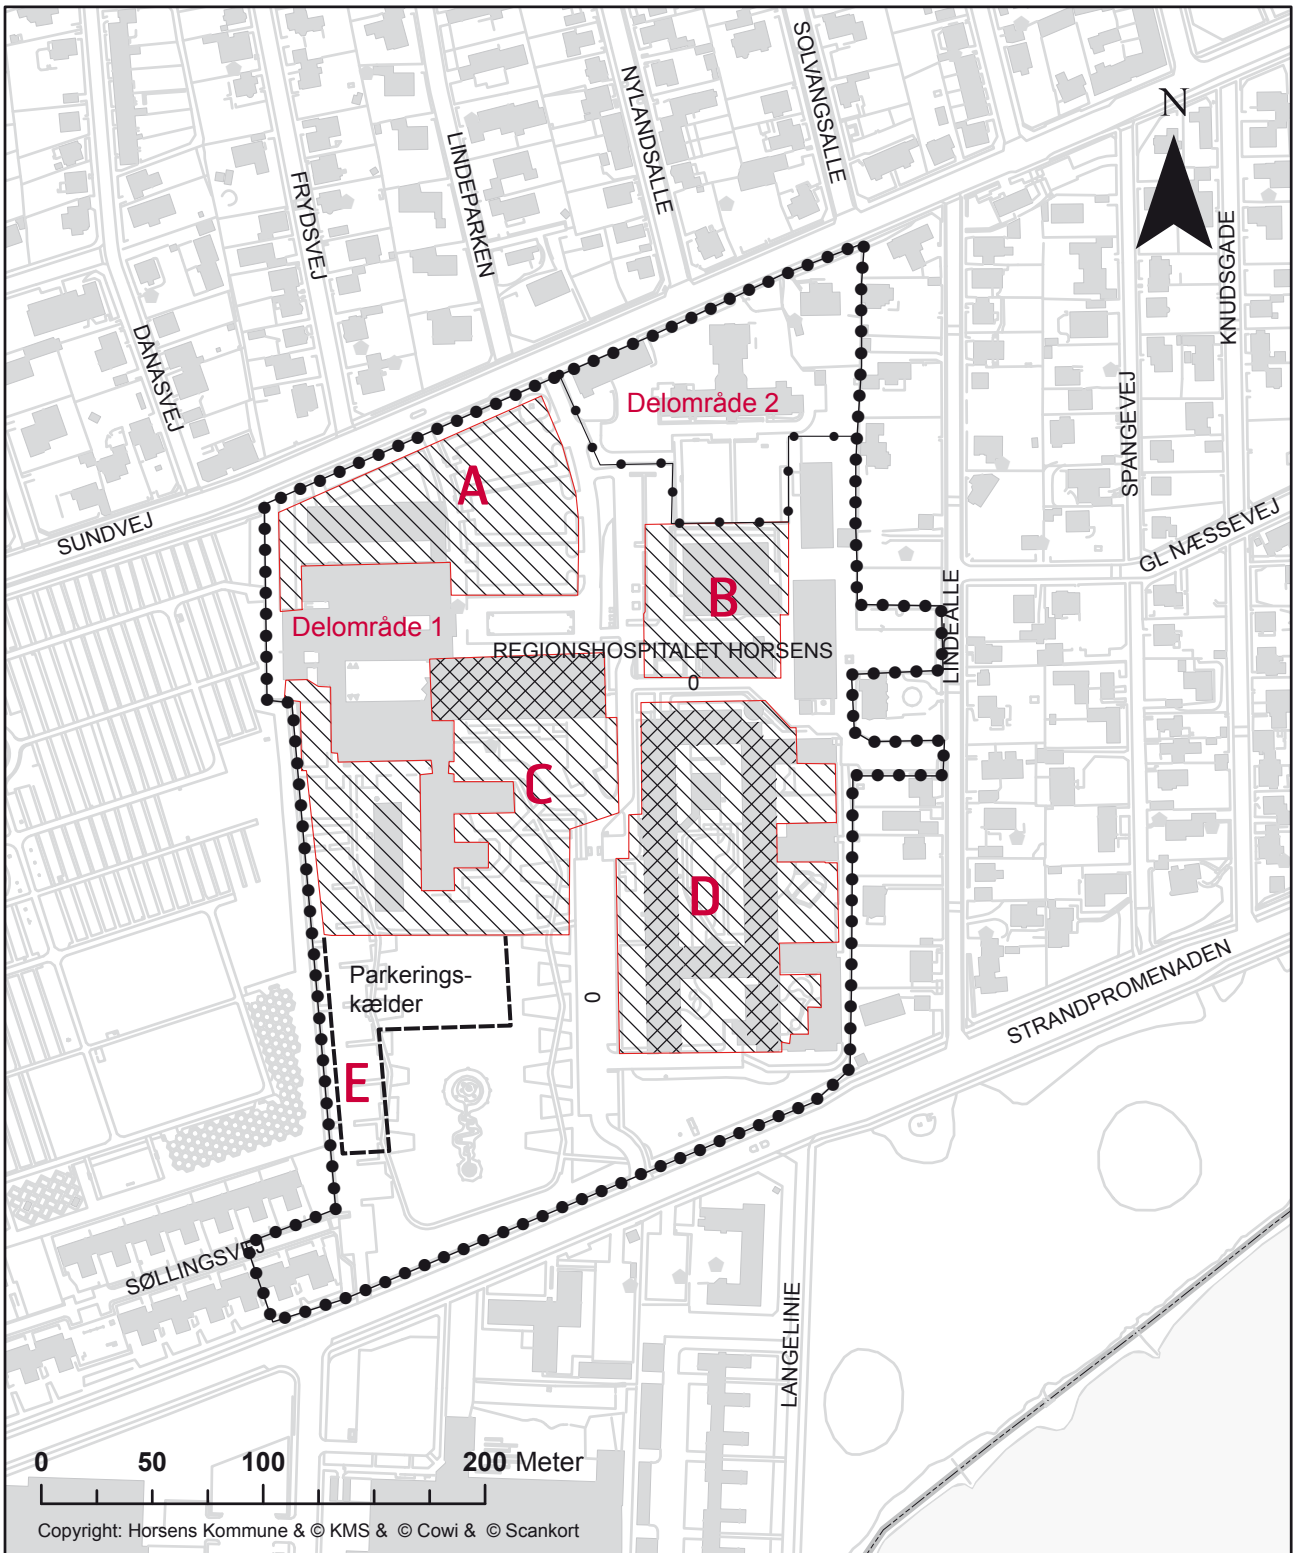 SOLVANGSALLE
NYLANDSALLE
N
LINDEPARKEN
FRYDSVEJ
KNUDSGADE
DANASVEJ
SPANGEVEJ
Delområde 2
A
SUNDVEJ
GL NÆSSEVEJ
B
LINDEALLE
Delområde 1
REGIONSHOSPITALET HORSENS
0
C
D
Parkerings-
kælder
0
STRANDPROMENADEN
E
SØLLINGSVEJ
LANGELINIE
0 50 100 200 Meter
Copyright: Horsens Kommune & © KMS & © Cowi & © Scankort